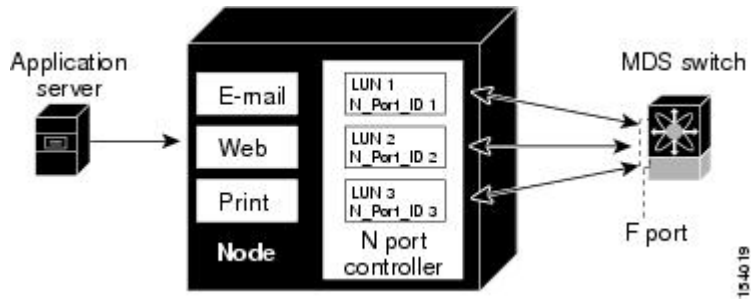 Application
server
E-mail
Web
Print
Node
LUN 1
N_Port_ID 1
LUN 2
N_Port_ID 2
LUN 3
N_Port_ID 3
N port
controller
MDS switch
F port
154019